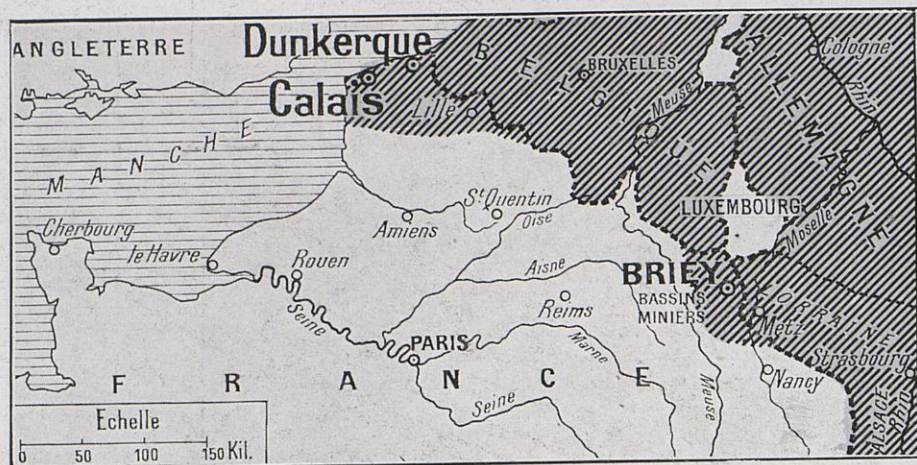 ANGLETERRE
Dunkerque
Calais
Lille
BELGIQUE
BRUXELLES
Meuse
ALLEMAGNE
Cologne
Rhin
MANCHE
LUXEMBOURG
Moselle
Cherbourg
le Havre
Rouen
Seine
Amiens
St Quentin
Oise
Aisne
Reims
BRIEY
BASSINS
MINIERS
LORRAINE
Metz
Strasbourg
PARIS
Marne
Meuse
Nancy
Seine
FRANCE
ALSACE
Rhin
Echelle
0 50 100 150 Kil.